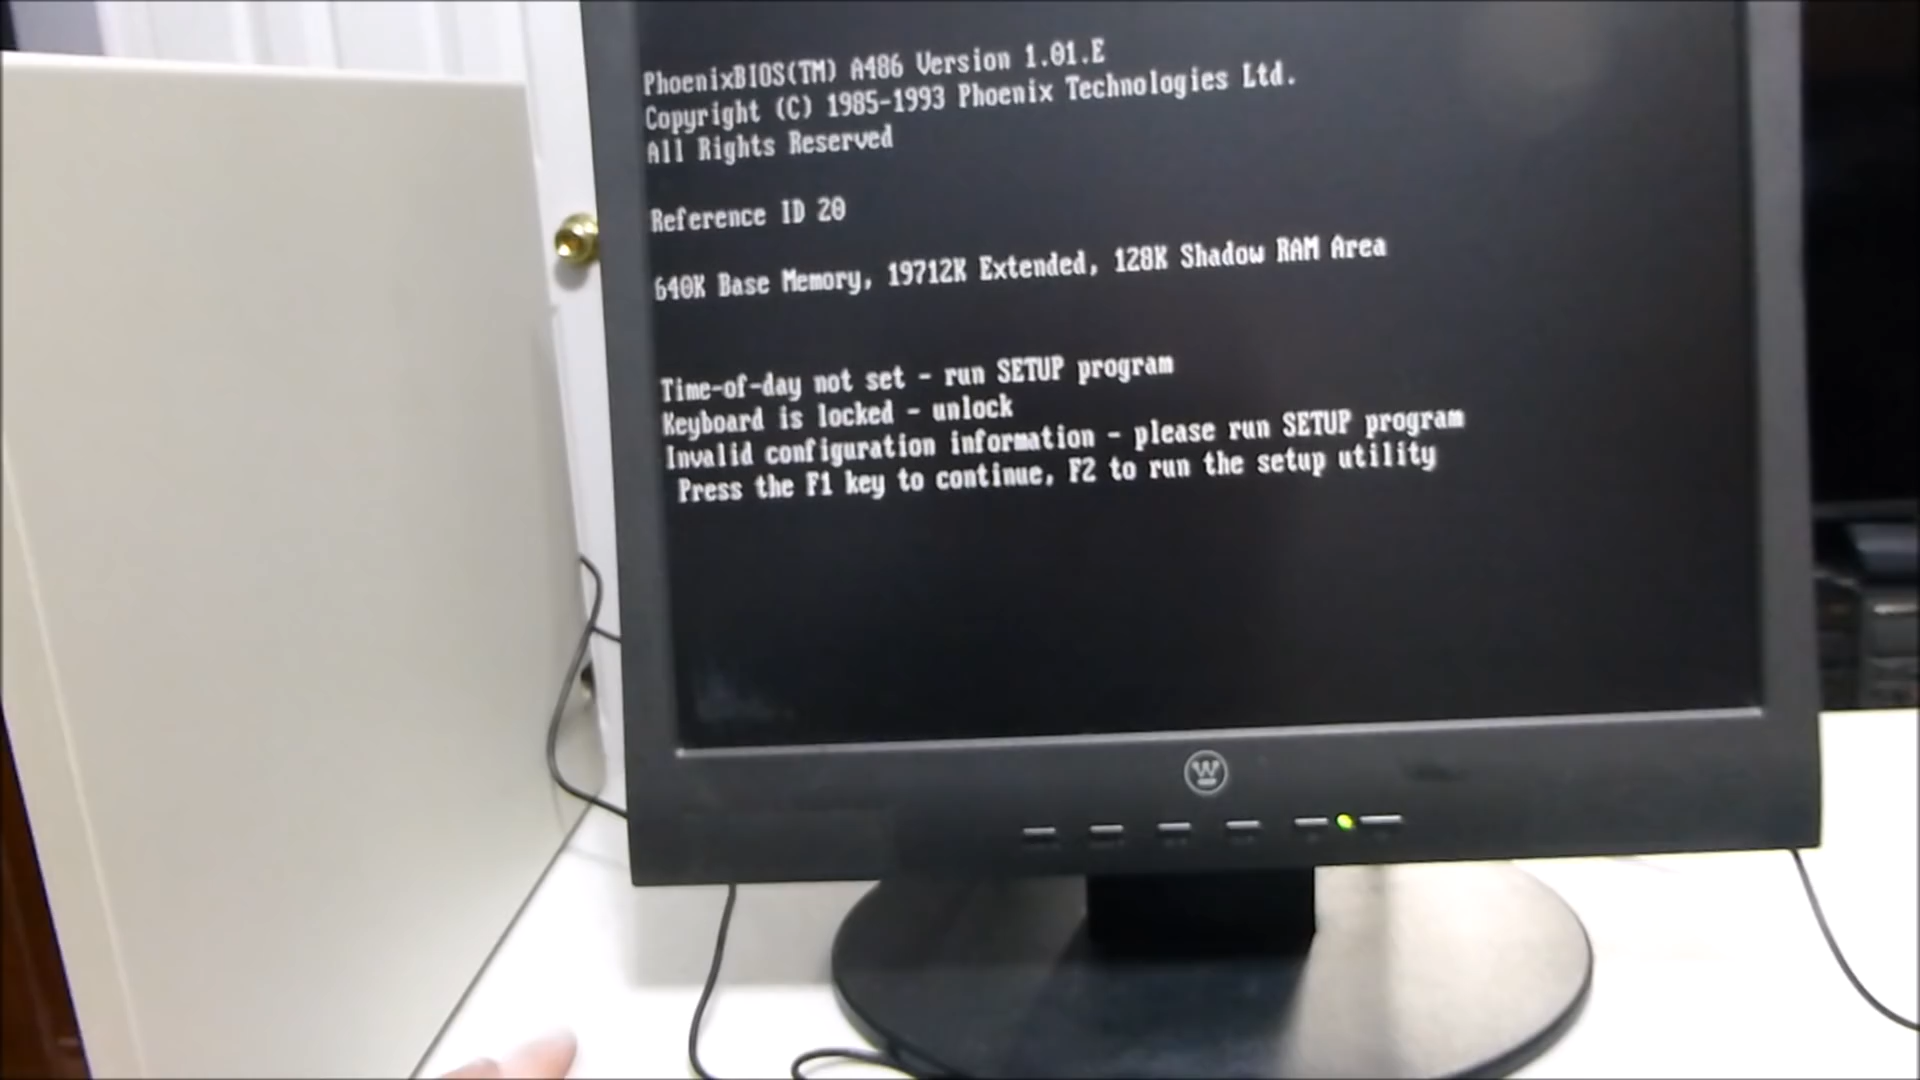 PhoenixBIOS(TM) A486 Version 1.01.E
Copyright (C) 1985-1993 Phoenix Technologies Ltd.
All Rights Reserved
Reference ID 20
640K Base Memory, 19712K Extended, 128K Shadow RAM Area
Time-of-day not set - run SETUP program
Keyboard is locked - unlock
Invalid configuration information - please run SETUP program
Press the F1 key to continue, F2 to run the setup utility
W